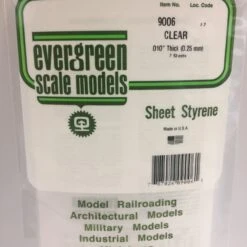 Item No. Loc. Code
9006
CLEAR
.010" Thick (0.25 mm)
evergreen
scale models
Sheet Styrene
Made in U.S.A.
Model Railroading
Architectural Models
Military Models
Industrial Models